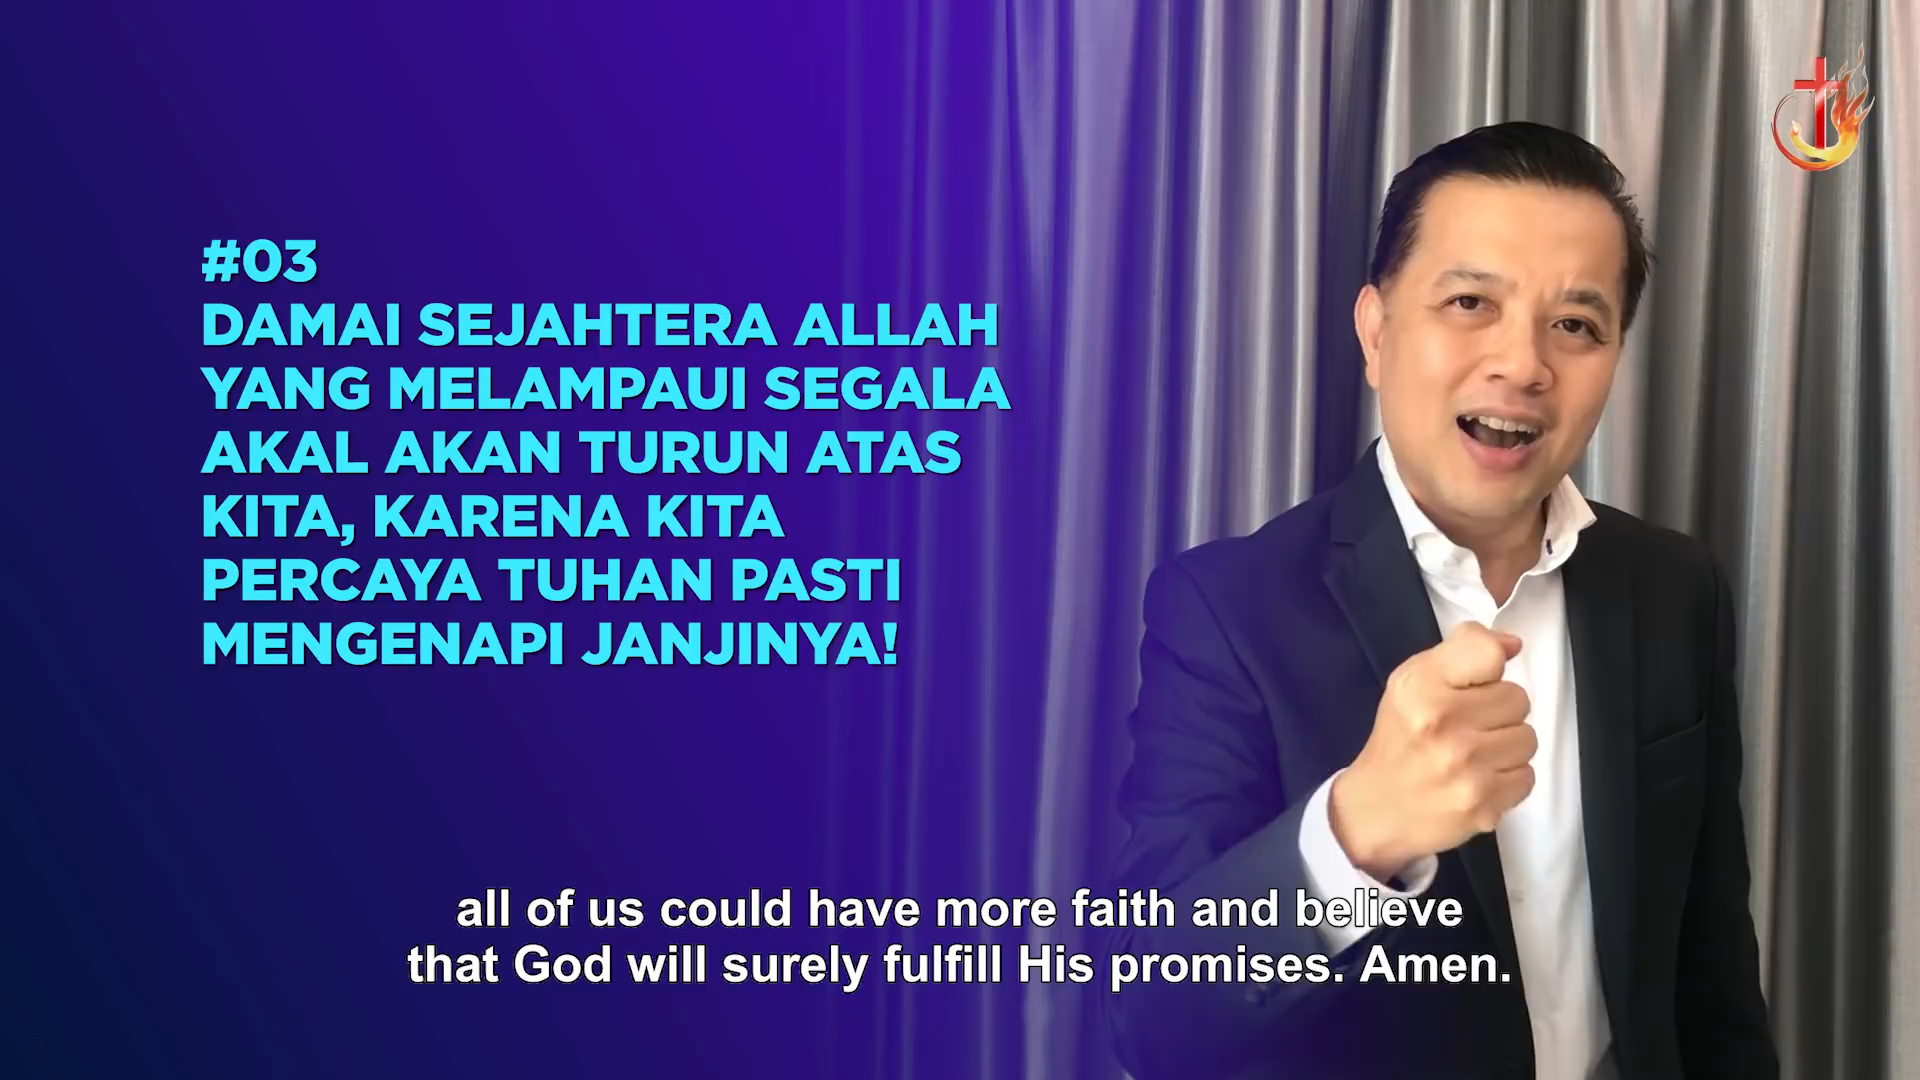 #03
DAMAI SEJAHTERA ALLAH
YANG MELAMPAUI SEGALA
AKAL AKAN TURUN ATAS
KITA, KARENA KITA
PERCAYA TUHAN PASTI
MENGENAPI JANJINYA!
all of us could have more faith and believe
that God will surely fulfill His promises. Amen.